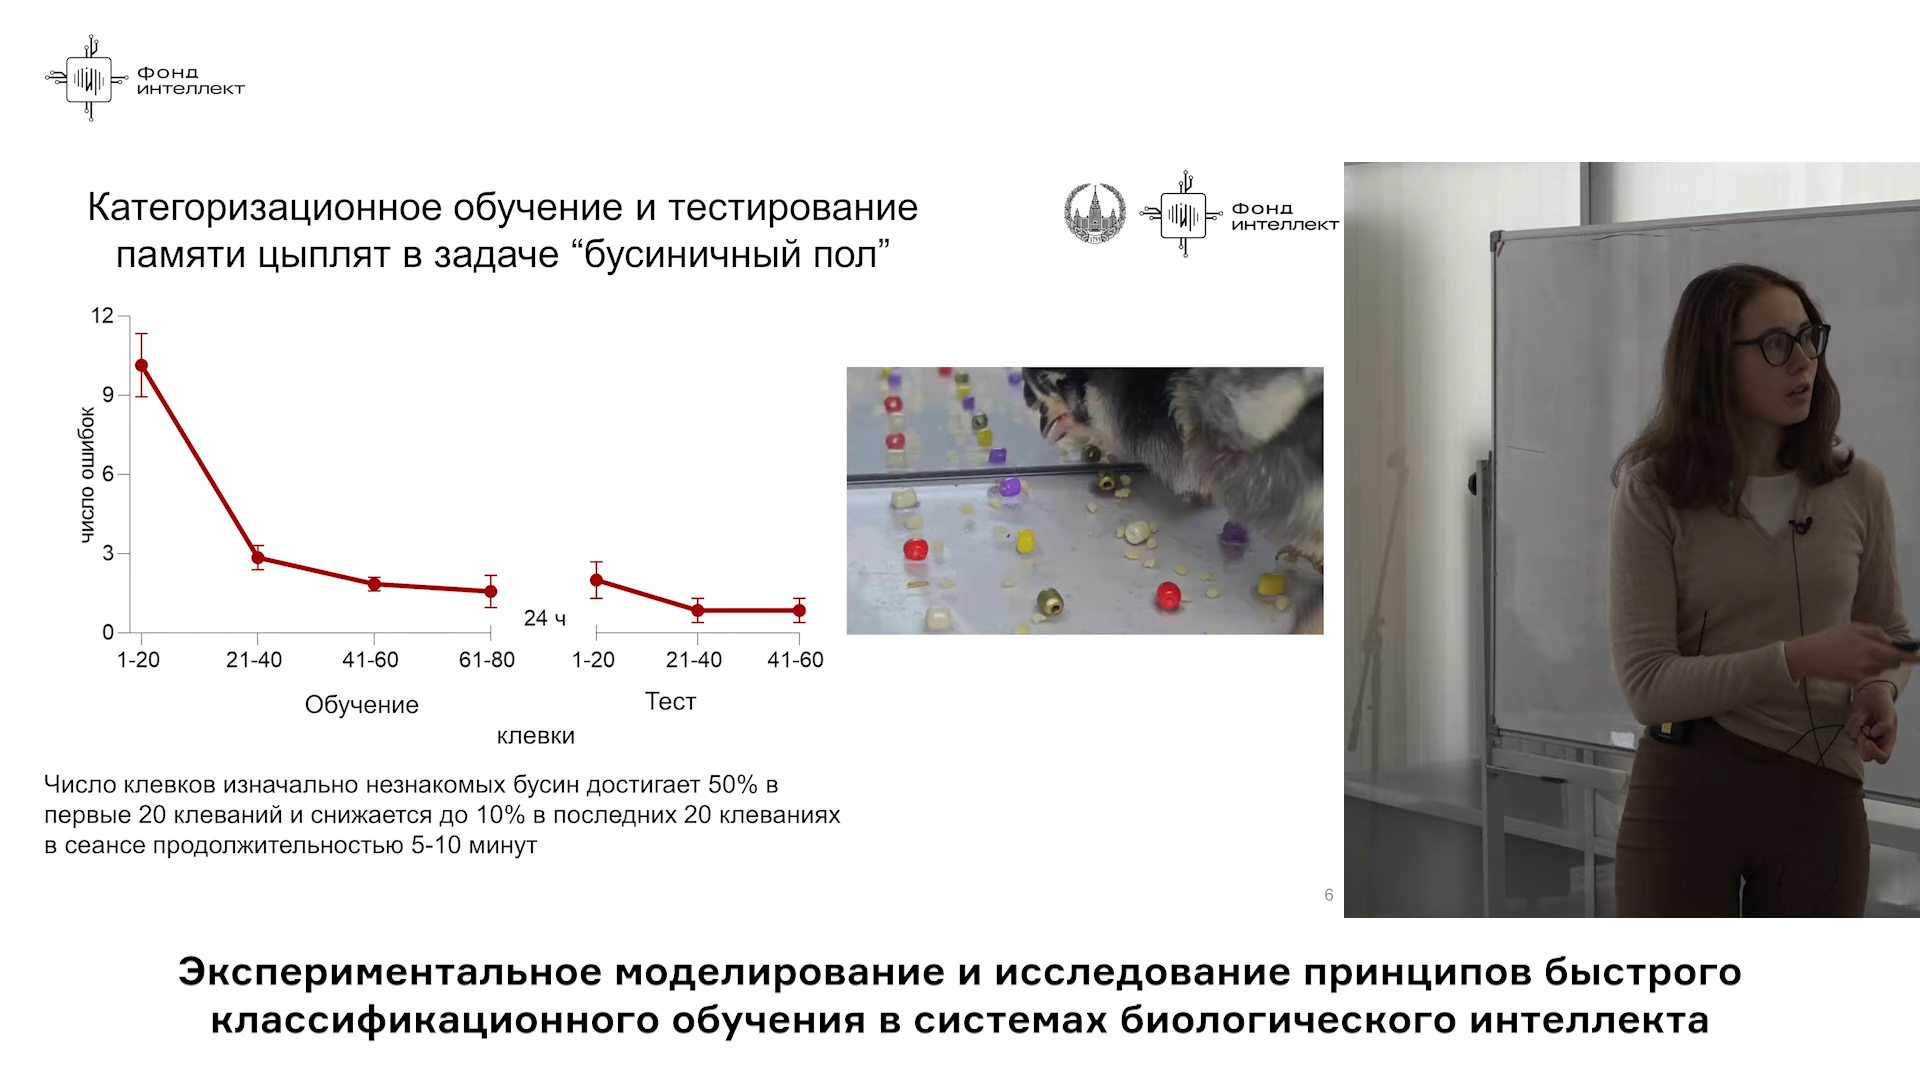 Фонд
интеллект
Категоризационное обучение и тестирование
памяти цыплят в задаче “бусиничный пол”
Фонд
интеллект
12
9
6
3
0
число ошибок
24 ч
1-20
21-40
41-60
61-80
1-20
21-40
41-60
Обучение
Тест
клевки
Число клевков изначально незнакомых бусин достигает 50% в
первые 20 клеваний и снижается до 10% в последних 20 клеваниях
в сеансе продолжительностью 5-10 минут
6
Экспериментальное моделирование и исследование принципов быстрого
классификационного обучения в системах биологического интеллекта